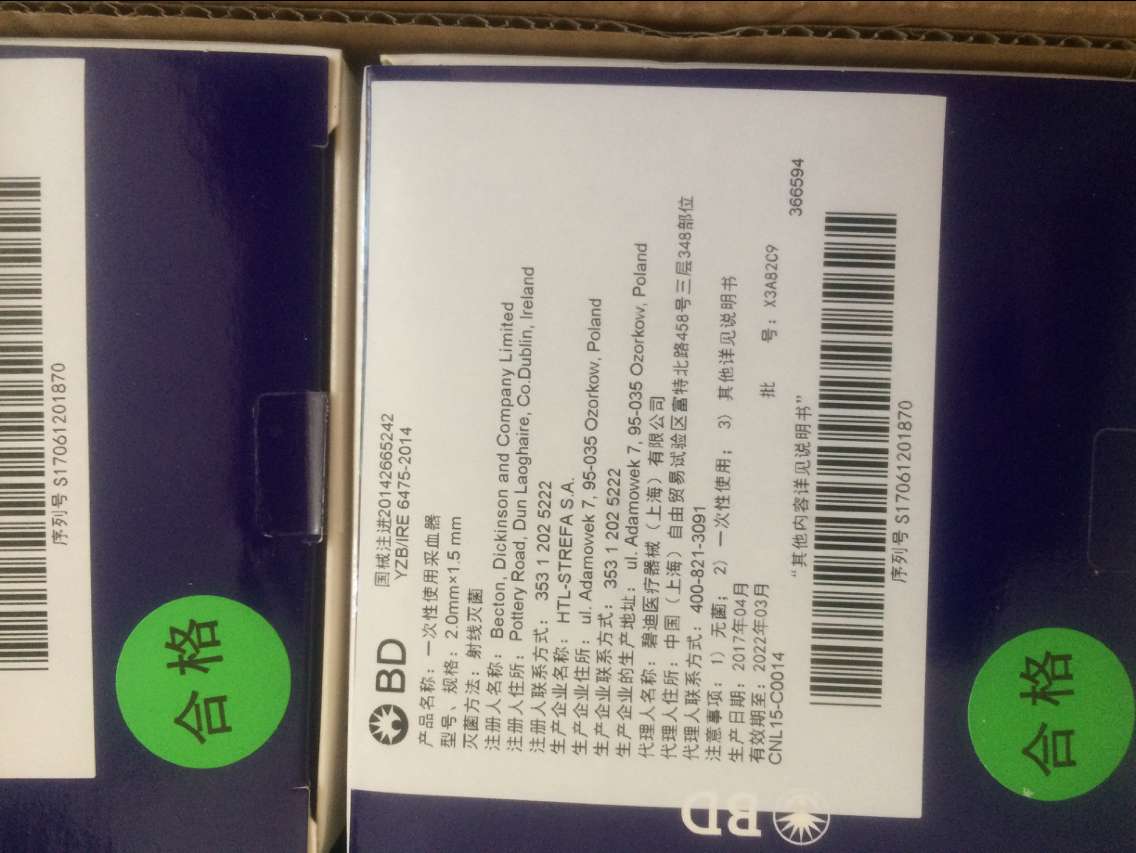 序列号 S17061201870
合格
BD
国械注进20142665242
YZB/IRE 6475-2014
产品名称：一次性使用采血器
型号、规格：2.0mm×1.5 mm
灭菌方法：射线灭菌
注册人名称： Becton, Dickinson and Company Limited
注册人住所： Pottery Road, Dun Laoghaire, Co.Dublin, Ireland
注册人联系方式： 353 1 202 5222
生产企业名称： HTL-STREFA S.A.
生产企业住所： ul. Adamowek 7, 95-035 Ozorkow, Poland
生产企业联系方式： 353 1 202 5222
生产企业的生产地址： ul. Adamowek 7, 95-035 Ozorkow, Poland
代理人名称：碧迪医疗器械（上海）有限公司
代理人住所：中国（上海）自由贸易试验区富特北路458号三层348部位
代理人联系方式：400-821-3091
注意事项：1）无菌；2）一次性使用；3）其他详见说明书
生产日期：2017年04月
有效期至：2022年03月 批 号：X3A82C9
CNL15-C0014 366594
“其他内容详见说明书”
序列号 S17061201870
BD
合格